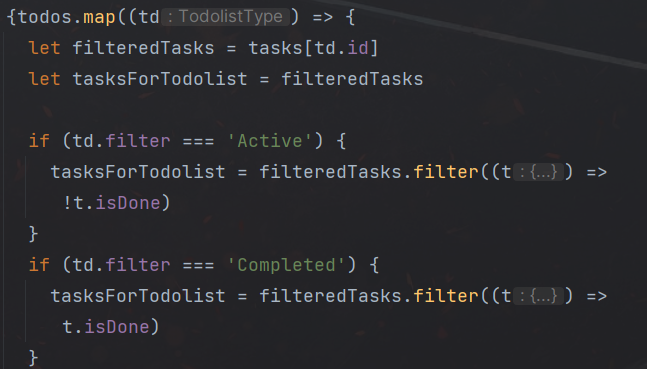 {todos.map((td : TodolistType ) => {
let filteredTasks = tasks[td.id]
let tasksForTodolist = filteredTasks
if (td.filter === 'Active') {
tasksForTodolist = filteredTasks.filter((t : {...} ) =>
!t.isDone)
}
if (td.filter === 'Completed') {
tasksForTodolist = filteredTasks.filter((t : {...} ) =>
t.isDone)
}